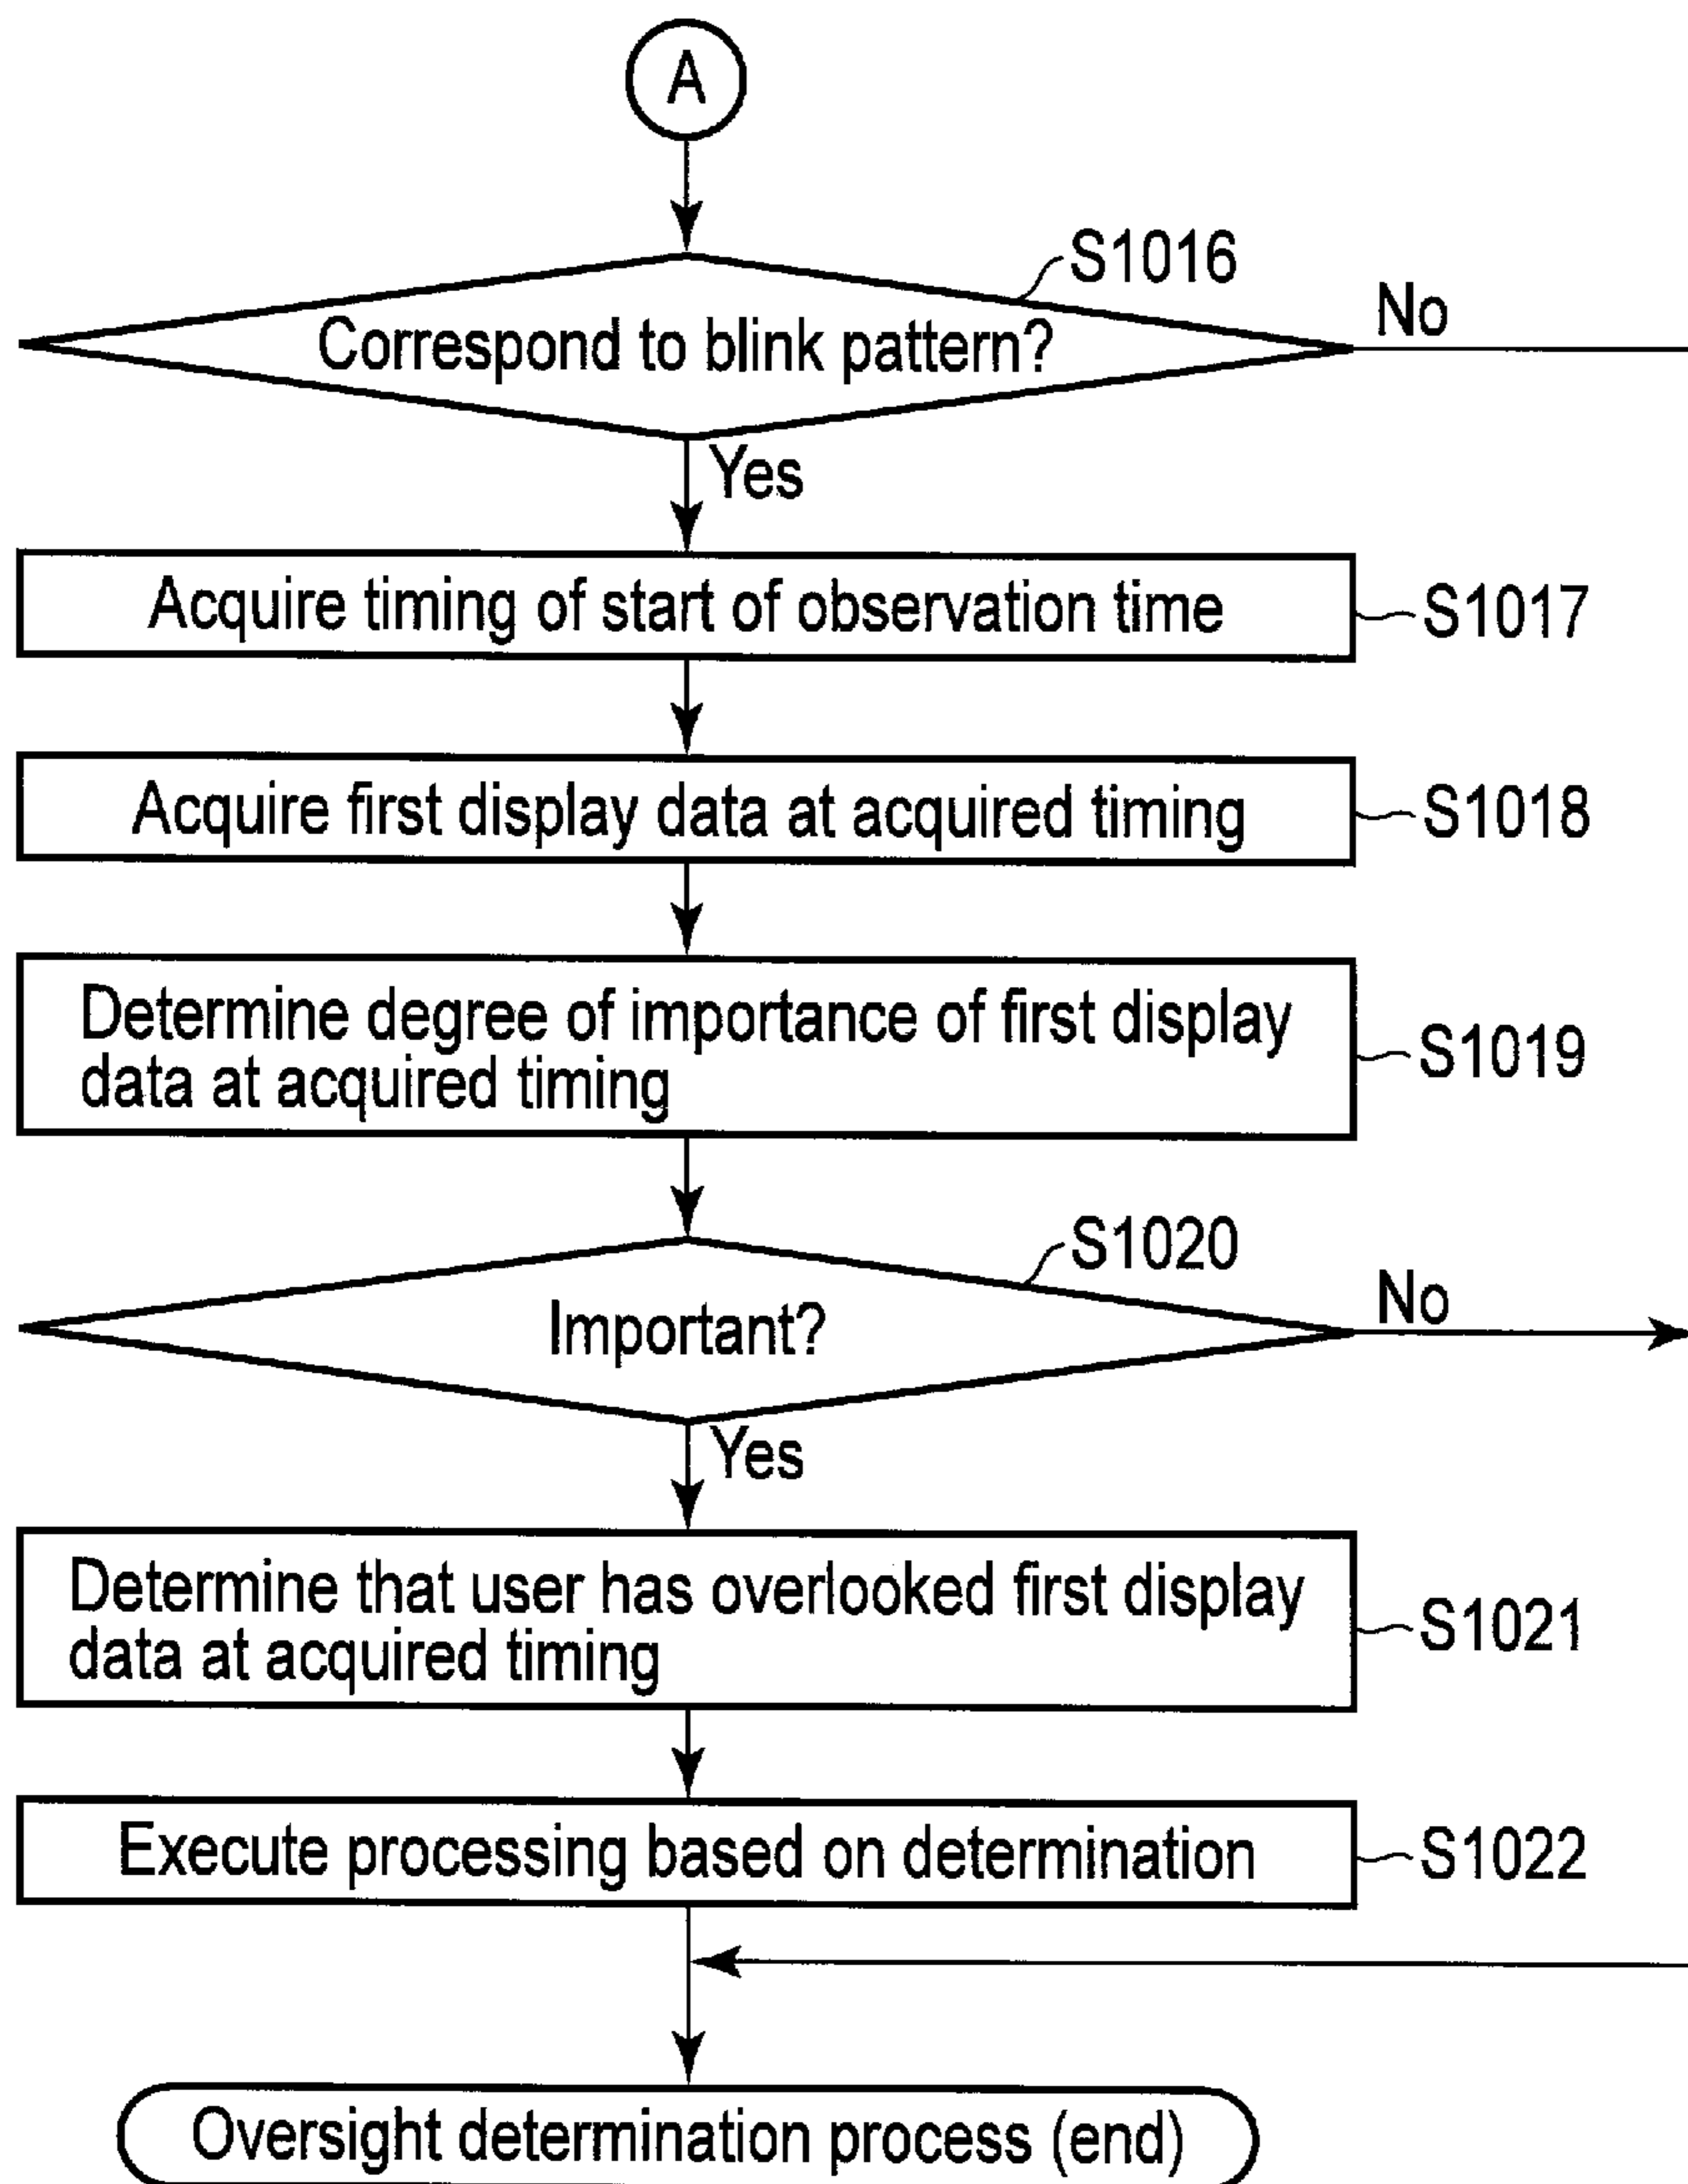 A
S1016
Correspond to blink pattern?
No
Yes
Acquire timing of start of observation time
S1017
Acquire first display data at acquired timing
S1018
Determine degree of importance of first display
data at acquired timing
S1019
S1020
Important?
No
Yes
Determine that user has overlooked first display
data at acquired timing
S1021
Execute processing based on determination
S1022
Oversight determination process (end)